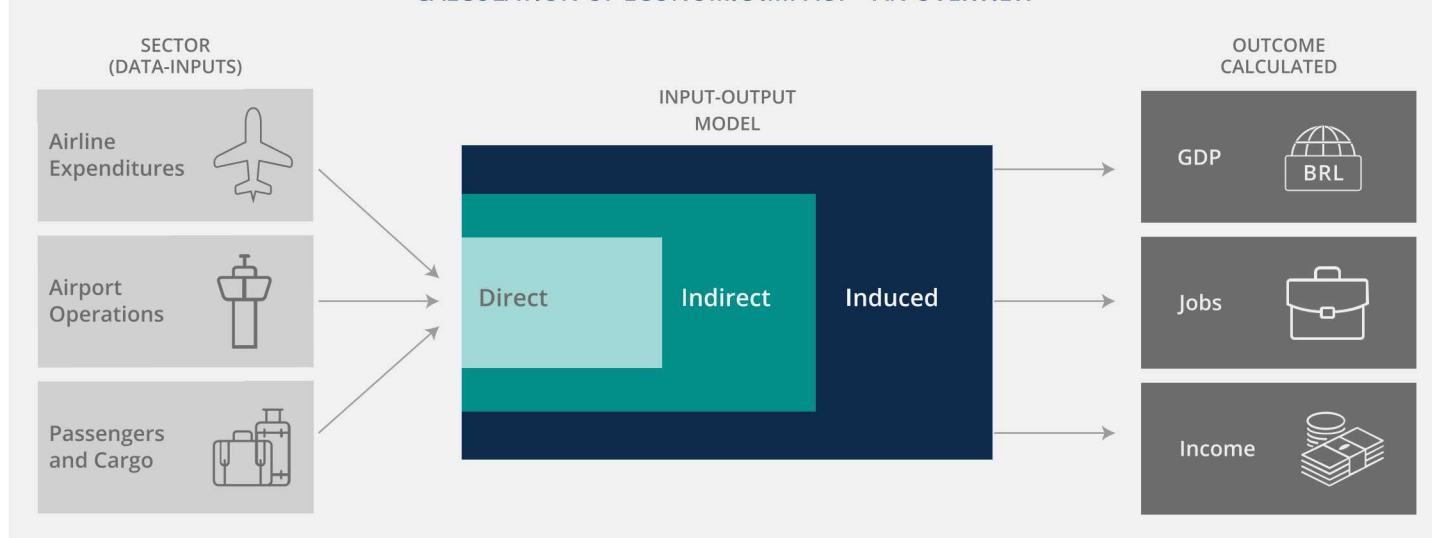 SECTOR
(DATA-INPUTS)
Airline
Expenditures
Airport
Operations
Passengers
and Cargo
INPUT-OUTPUT
MODEL
Direct
Indirect
Induced
OUTCOME
CALCULATED
GDP
BRL
Jobs
Income